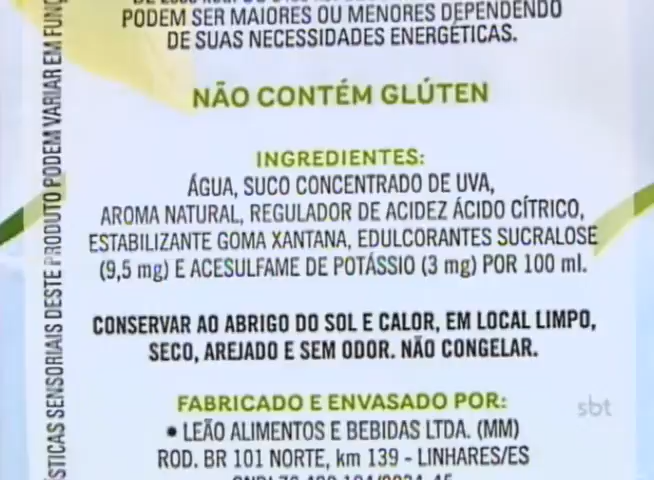 PODEM SER MAIORES OU MENORES DEPENDENDO
DE SUAS NECESSIDADES ENERGÉTICAS.
NÃO CONTÉM GLÚTEN
INGREDIENTES:
ÁGUA, SUCO CONCENTRADO DE UVA,
AROMA NATURAL, REGULADOR DE ACIDEZ ÁCIDO CÍTRICO,
ESTABILIZANTE GOMA XANTANA, EDULCORANTES SUCRALOSE
(9,5 mg) E ACESULFAME DE POTÁSSIO (3 mg) POR 100 ml.
CONSERVAR AO ABRIGO DO SOL E CALOR, EM LOCAL LIMPO,
SECO, AREJADO E SEM ODOR. NÃO CONGELAR.
FABRICADO E ENVASADO POR:
• LEÃO ALIMENTOS E BEBIDAS LTDA. (MM)
ROD. BR 101 NORTE, km 139 - LINHARES/ES
SENSORIAIS DESTE PRODUTO PODEM VARIAR EM
sbt